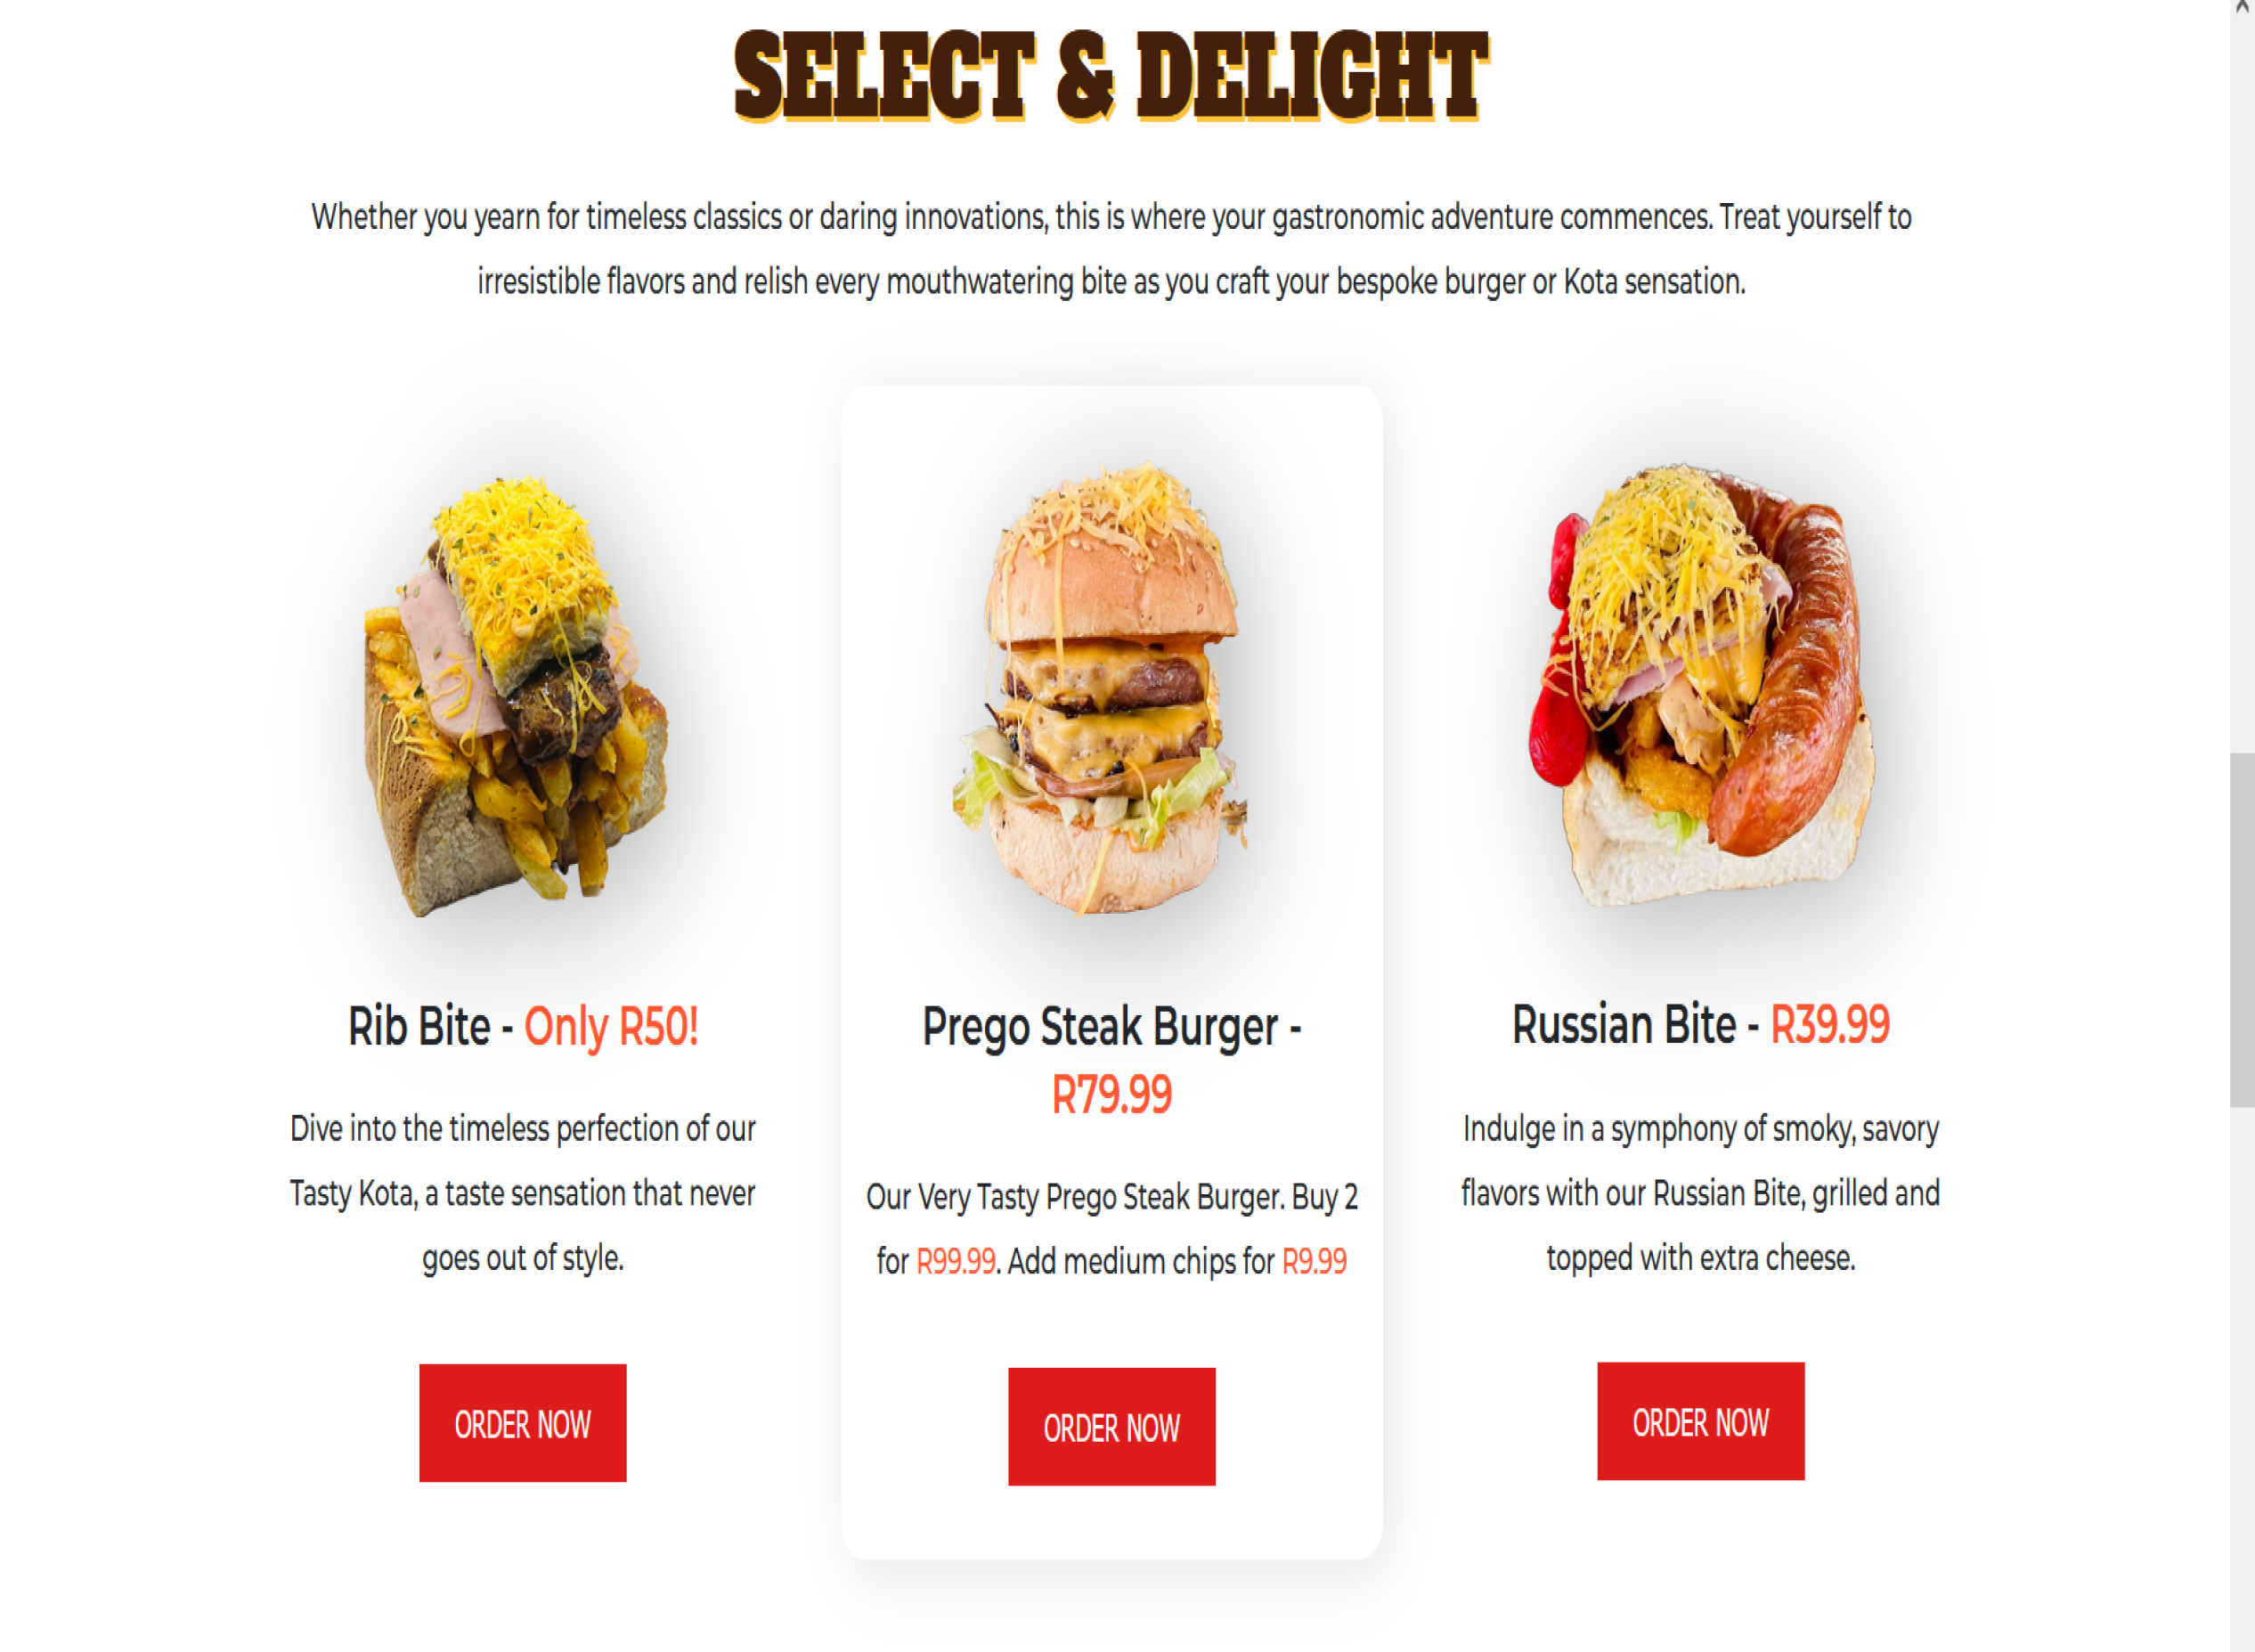 SELECT & DELIGHT
Whether you yearn for timeless classics or daring innovations, this is where your gastronomic adventure commences. Treat yourself to
irresistible flavors and relish every mouthwatering bite as you craft your bespoke burger or Kota sensation.
Rib Bite - Only R50!
Dive into the timeless perfection of our
Tasty Kota, a taste sensation that never
goes out of style.
ORDER NOW
Prego Steak Burger -
R79.99
Our Very Tasty Prego Steak Burger. Buy 2
for R99.99. Add medium chips for R9.99
ORDER NOW
Russian Bite - R39.99
Indulge in a symphony of smoky, savory
flavors with our Russian Bite, grilled and
topped with extra cheese.
ORDER NOW